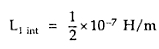 L₁ ᵢₙₜ = 1/2 × 10⁻⁷ H/m